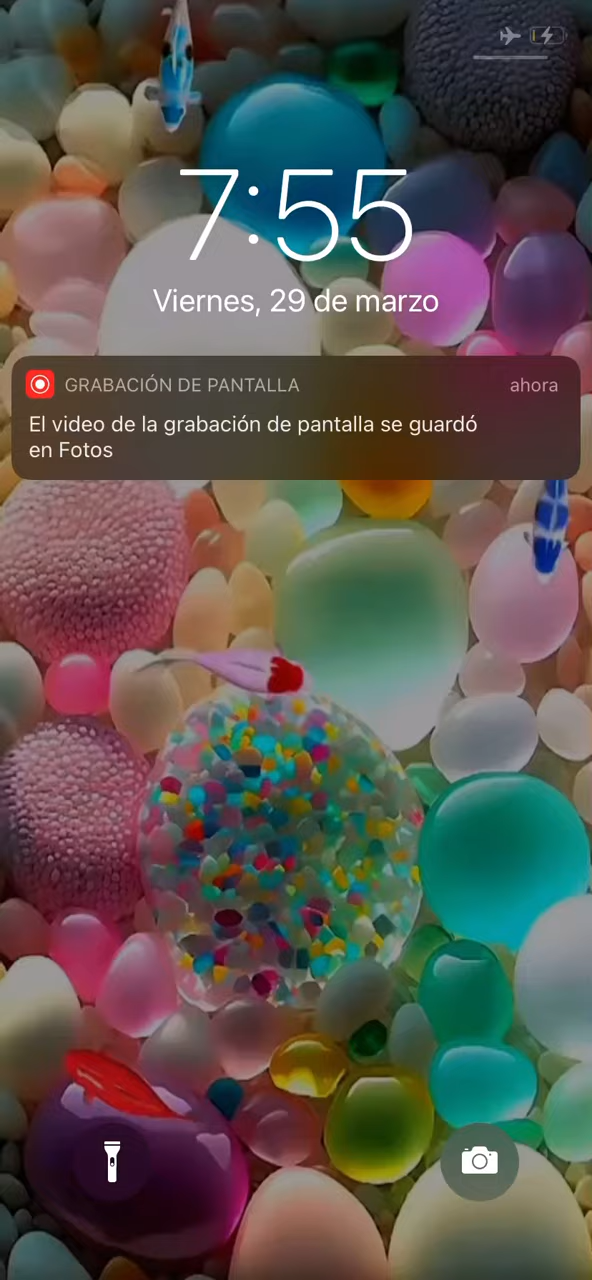 7:55
Viernes, 29 de marzo
GRABACIÓN DE PANTALLA ahora
El video de la grabación de pantalla se guardó
en Fotos